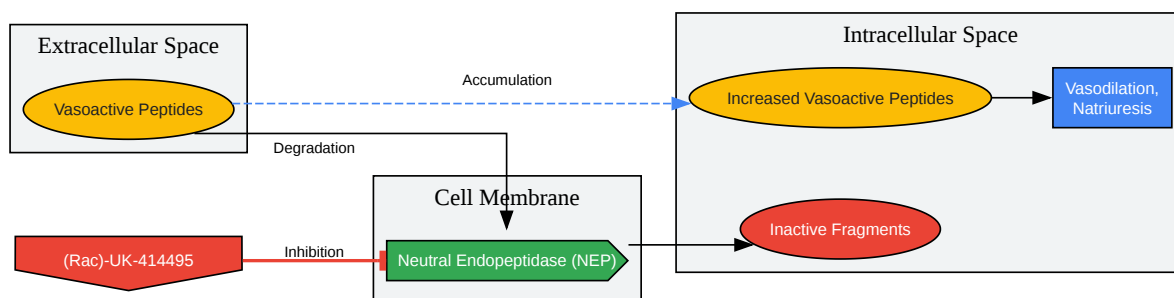 Extracellular Space
Vasoactive Peptides
Accumulation
Degradation
Intracellular Space
Increased Vasoactive Peptides
Vasodilation,
Natriuresis
Cell Membrane
(Rac)-UK-414495
Inhibition
Neutral Endopeptidase (NEP)
Inactive Fragments